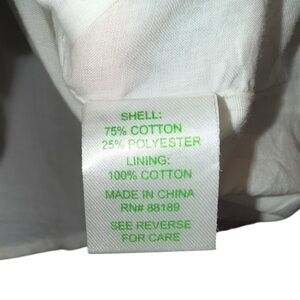 SHELL:
75% COTTON
25% POLYESTER
LINING:
100% COTTON
MADE IN CHINA
RN# 88189
SEE REVERSE
FOR CARE